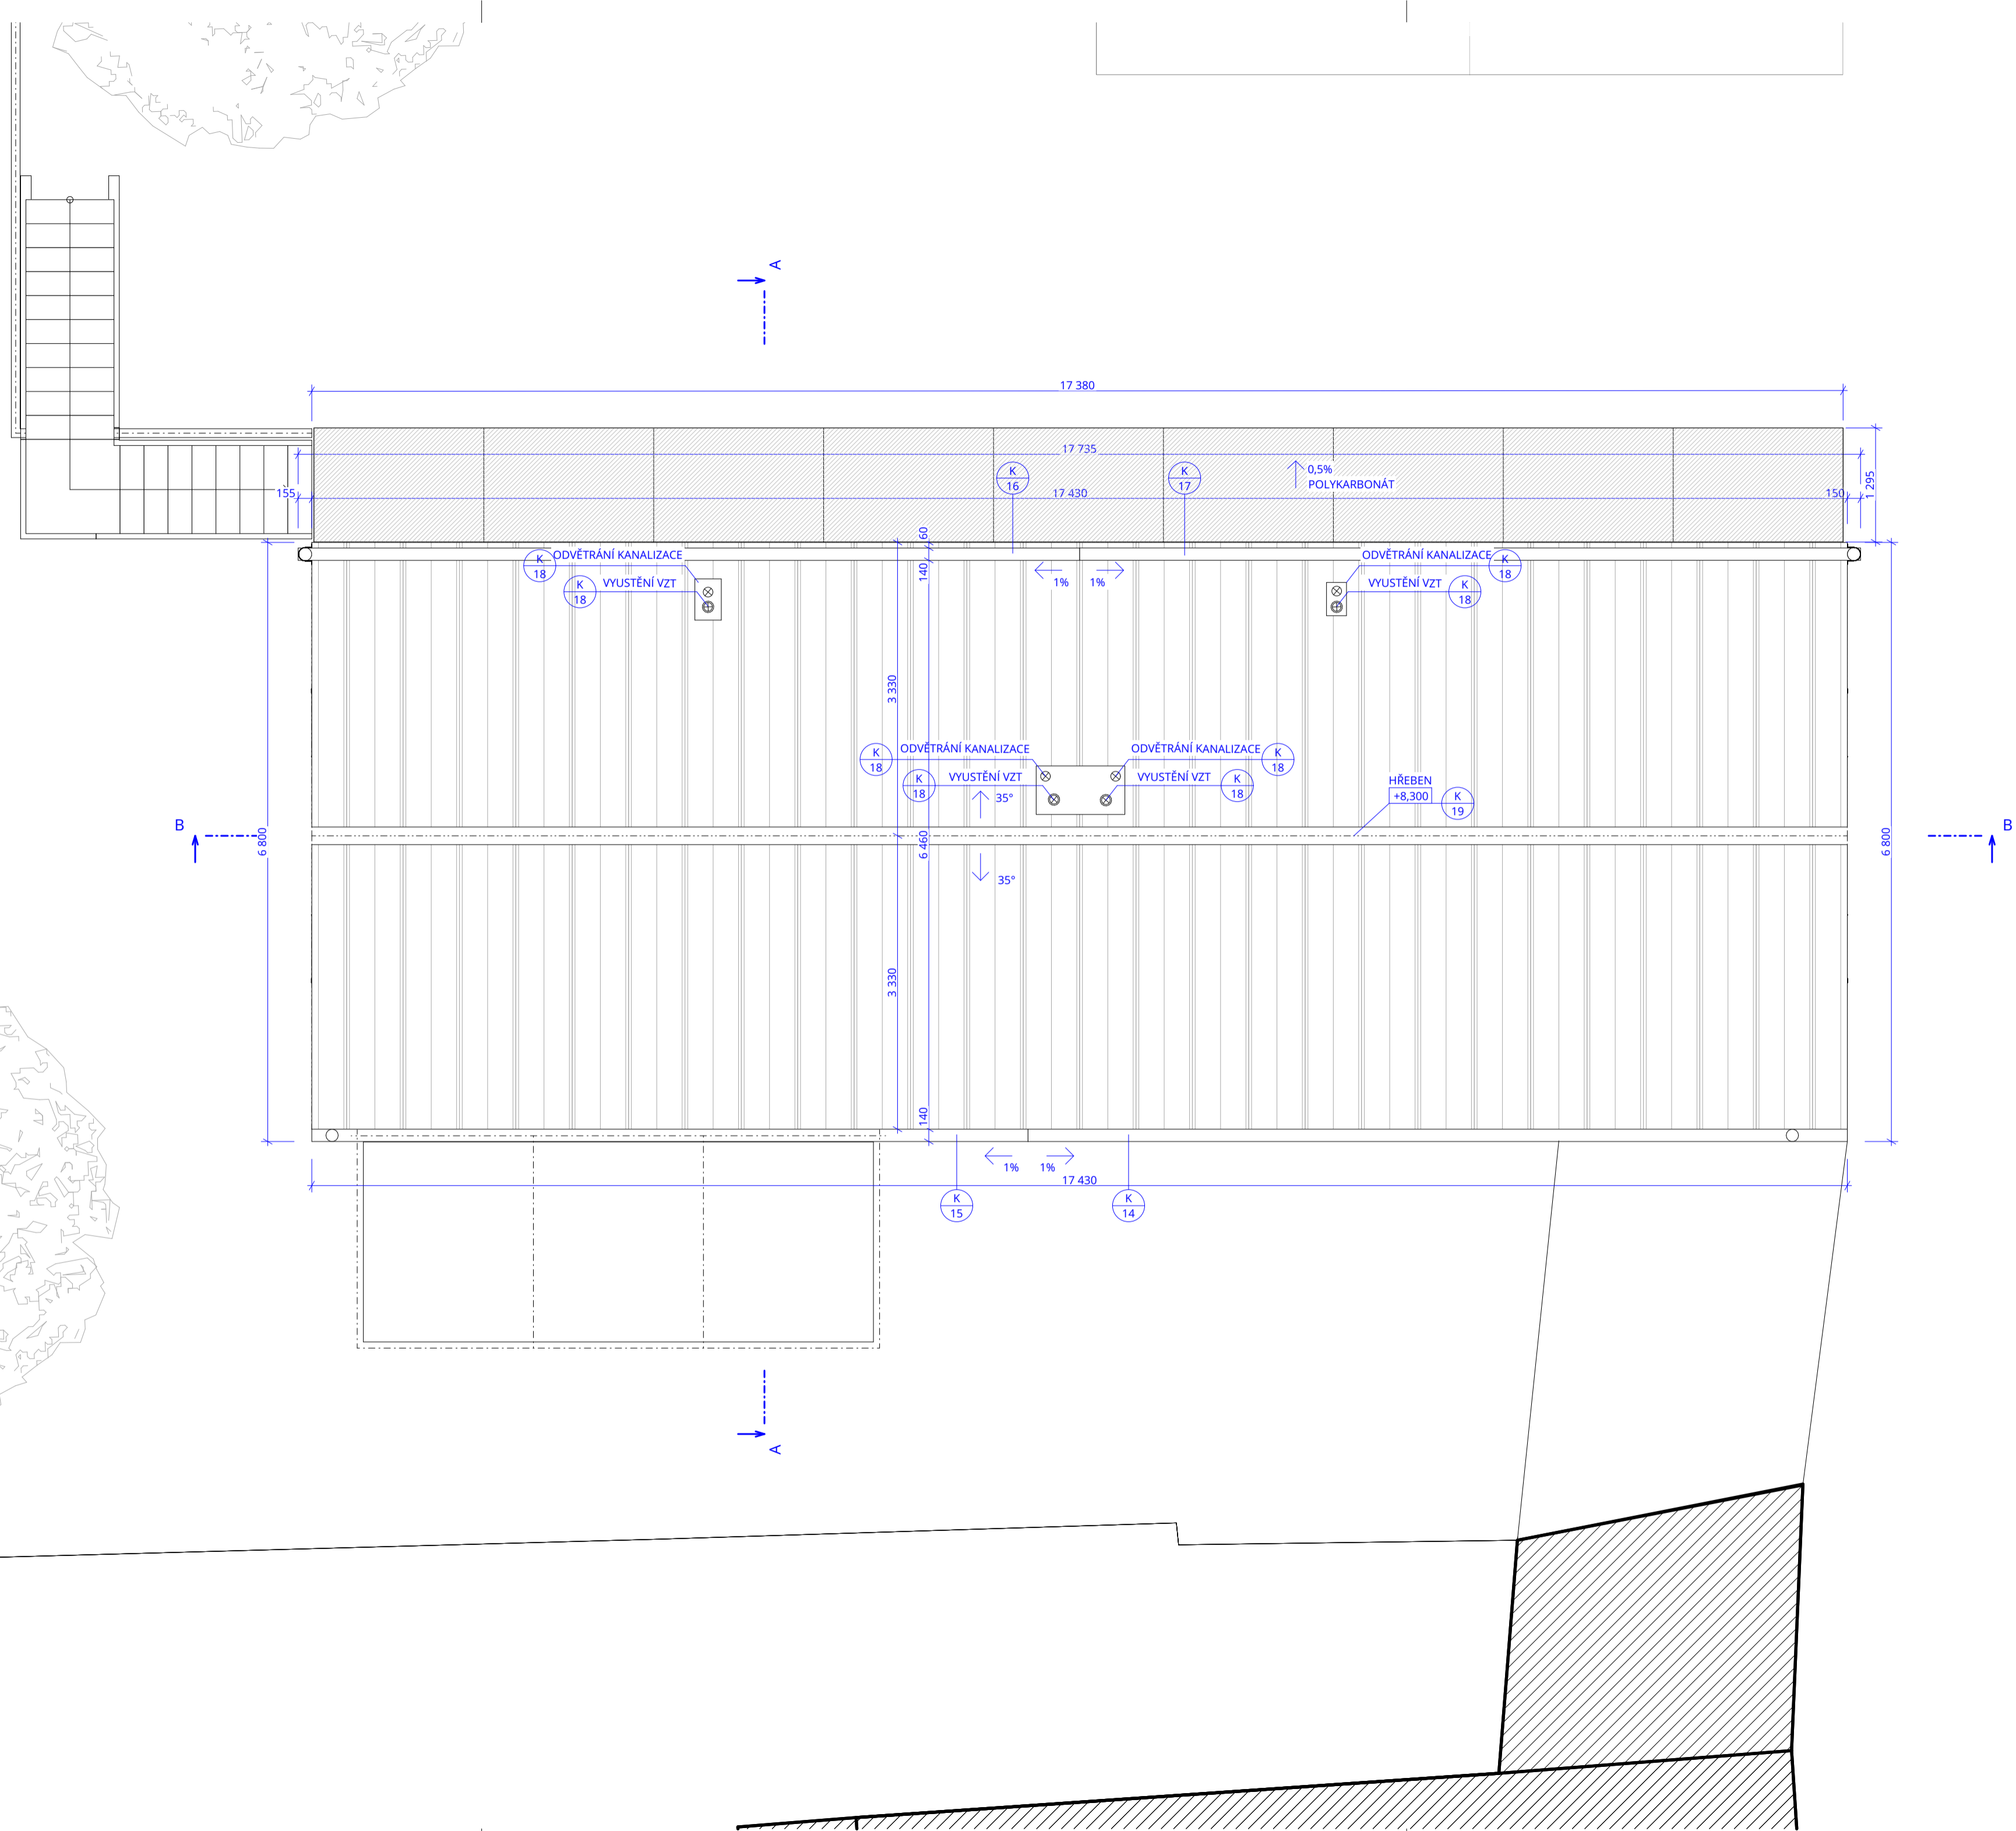 A
17 380
17 735
K
16
K
17
0,5%
POLYKARBONÁT
155
17 430
150
1 295
60
K
18
ODVĚTRÁNÍ KANALIZACE
ODVĚTRÁNÍ KANALIZACE
K
18
140
1%
1%
K
18
VYUSTĚNÍ VZT
VYUSTĚNÍ VZT
K
18
3 330
K
18
ODVĚTRÁNÍ KANALIZACE
ODVĚTRÁNÍ KANALIZACE
K
18
K
18
VYUSTĚNÍ VZT
VYUSTĚNÍ VZT
K
18
35°
HŘEBEN
+8,300
K
19
B
B
6 800
6 460
6 800
35°
3 330
140
1%
1%
17 430
K
15
K
14
A